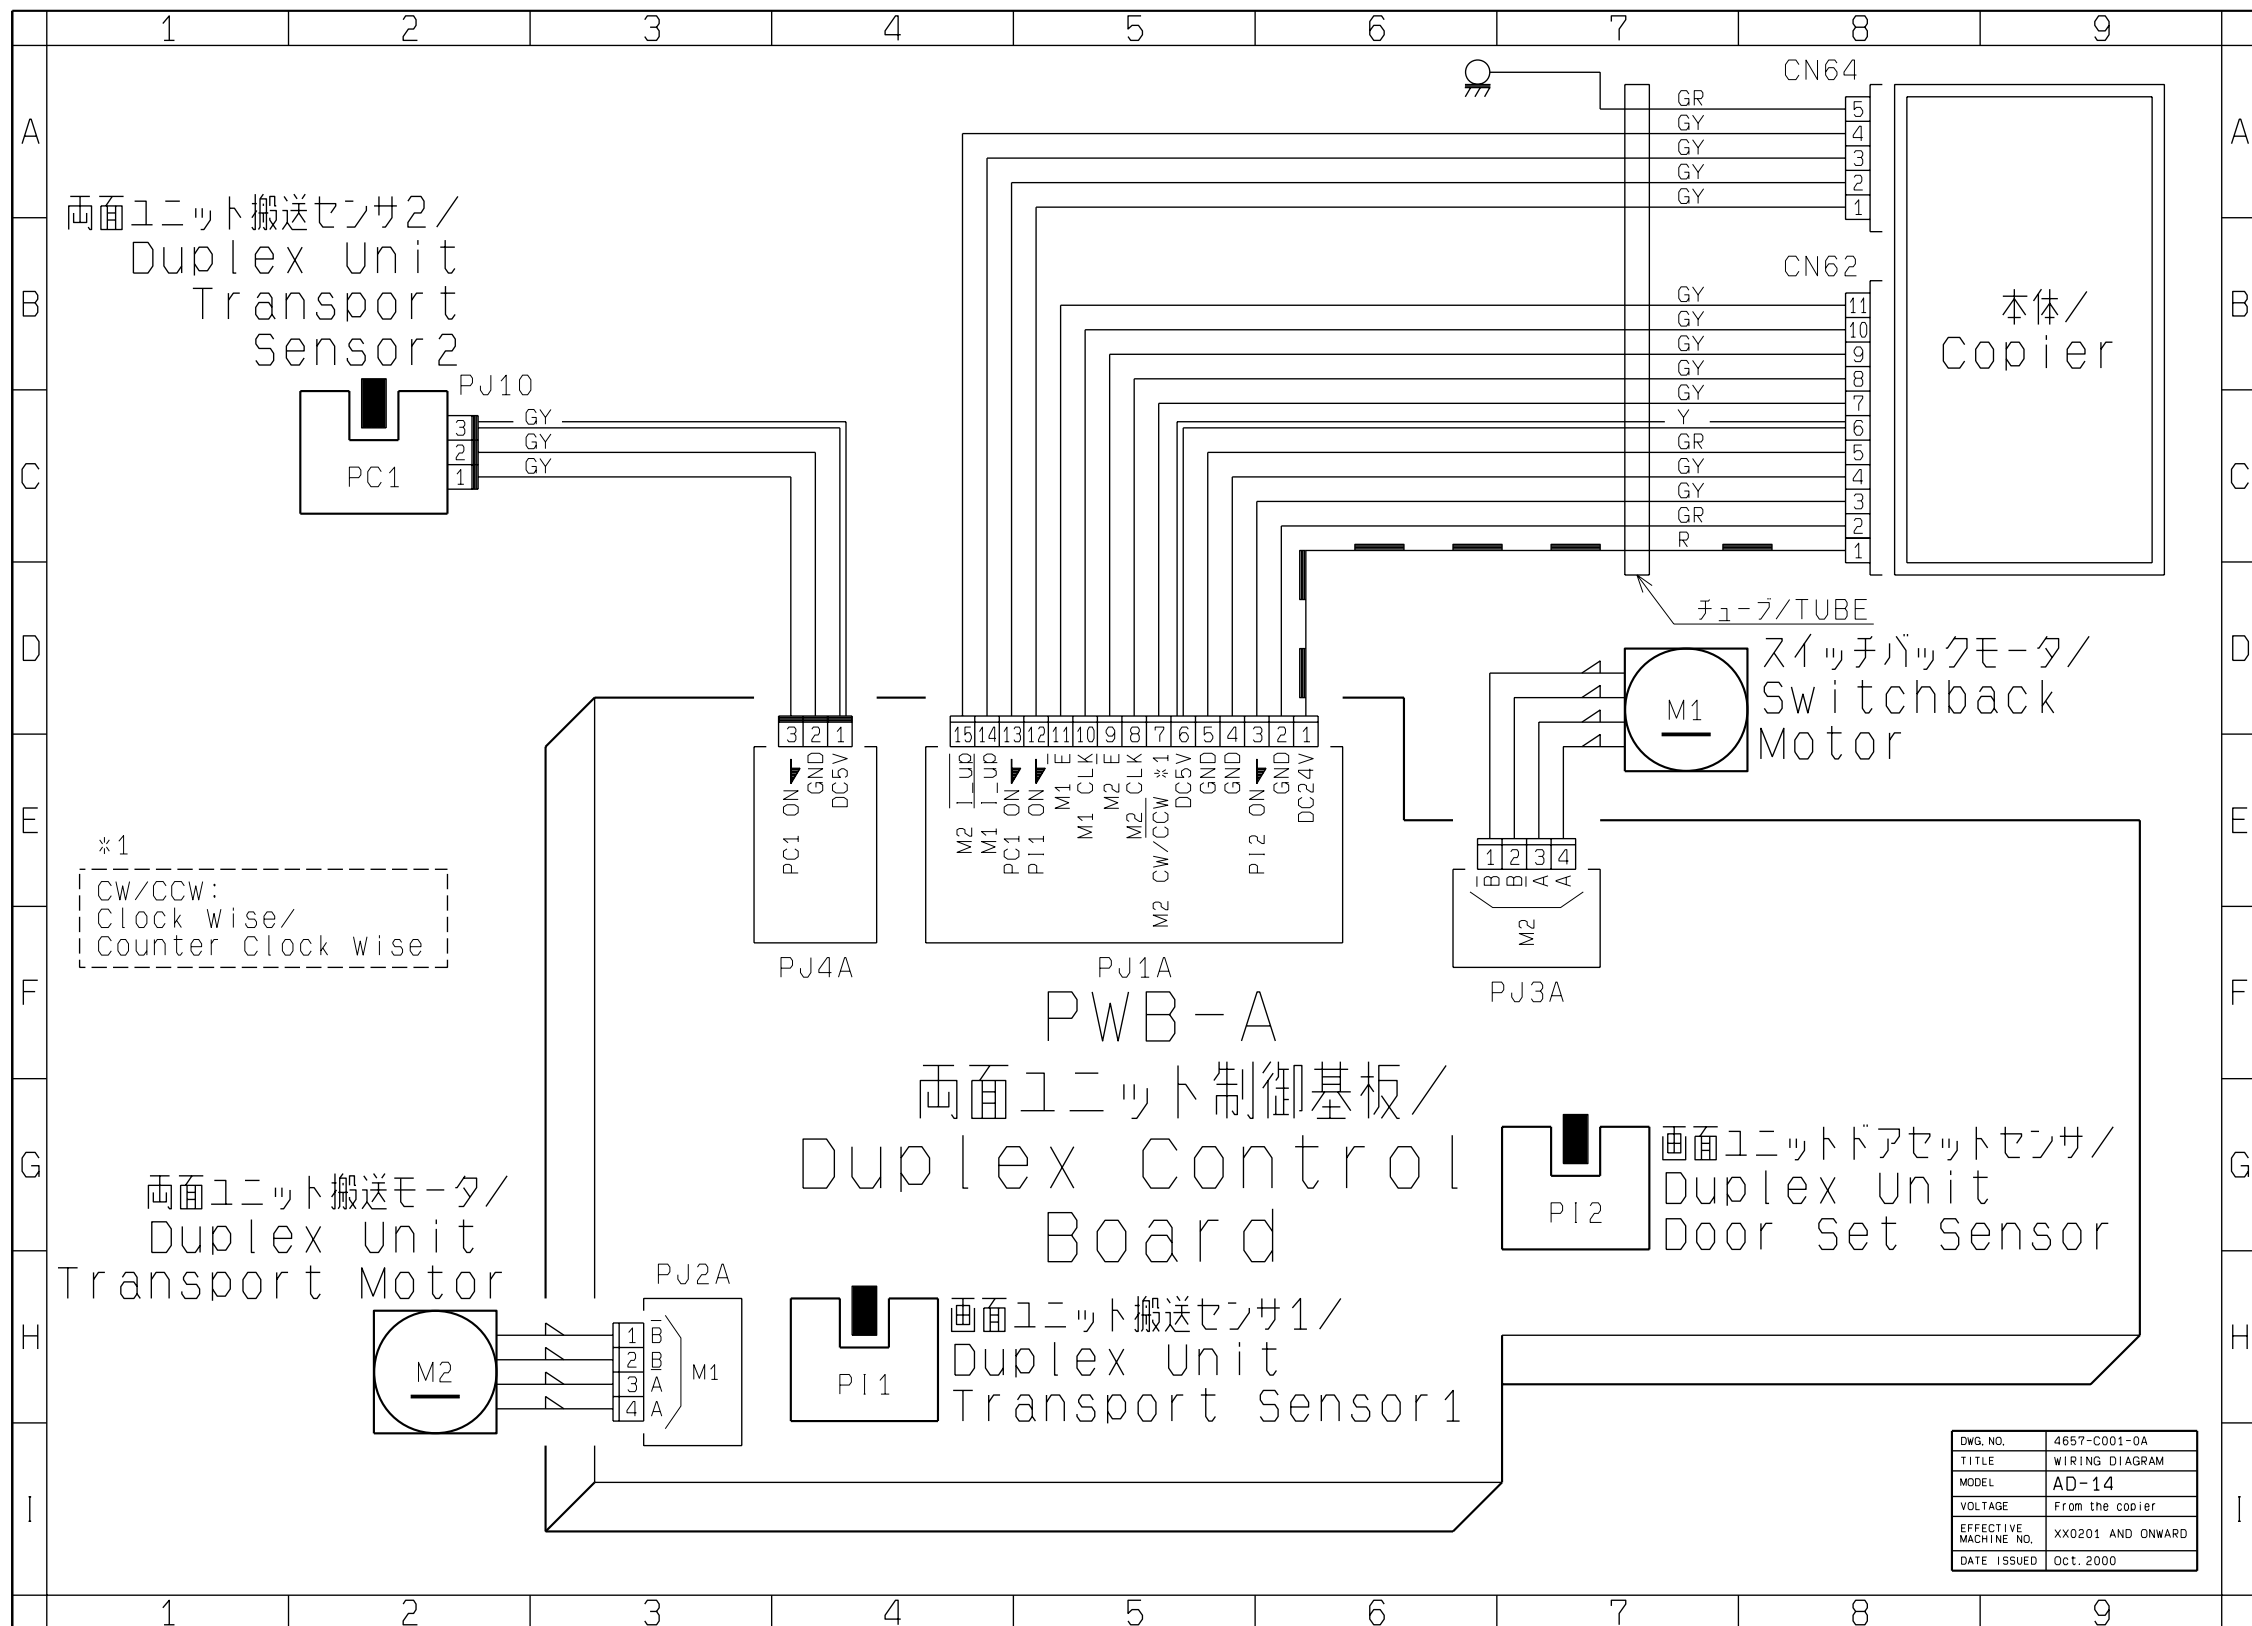 1 2 3 4 5 6 7 8 9
A
B
C
D
E
F
G
H
I
A
B
C
D
E
F
G
H
I
1 2 3 4 5 6 7 8 9
両面ユニット搬送センサ2/
Duplex Unit
Transport
Sensor2
PJ10
PC1
3 GY
2 GY
1 GY
CN64
GR 5
GY 4
GY 3
GY 2
GY 1
CN62
GY 11
GY 10
GY 9
GY 8
GY 7
Y 6
GR 5
GY 4
GY 3
GR 2
R 1
本体/
Copier
チューブ/TUBE
スイッチバックモータ/
Switchback
Motor
M1
3 2 1
PC1 ON
GND
DC5V
PJ4A
15 14 13 12 11 10 9 8 7 6 5 4 3 2 1
M2 I_up
M1 I_up
PC1 ON
PI1 ON
M1 E
M1 CLK
M2 E
M2 CLK
M2 CW/CCW ※1
DC5V
GND
GND
PI2 ON
GND
DC24V
PJ1A
1 2 3 4
B̅
B
A̅
A
M2
PJ3A
※1
CW/CCW:
Clock Wise/
Counter Clock Wise
PWB-A
両面ユニット制御基板/
Duplex Control
Board
画面ユニットドアセットセンサ/
Duplex Unit
Door Set Sensor
PI2
両面ユニット搬送モータ/
Duplex Unit
Transport Motor
M2
PJ2A
1 B̅
2 B
3 A̅
4 A
M1
画面ユニット搬送センサ1/
Duplex Unit
Transport Sensor1
PI1
DWG. NO. 4657-C001-0A
TITLE WIRING DIAGRAM
MODEL AD-14
VOLTAGE From the copier
EFFECTIVE
MACHINE NO. XX0201 AND ONWARD
DATE ISSUED Oct. 2000